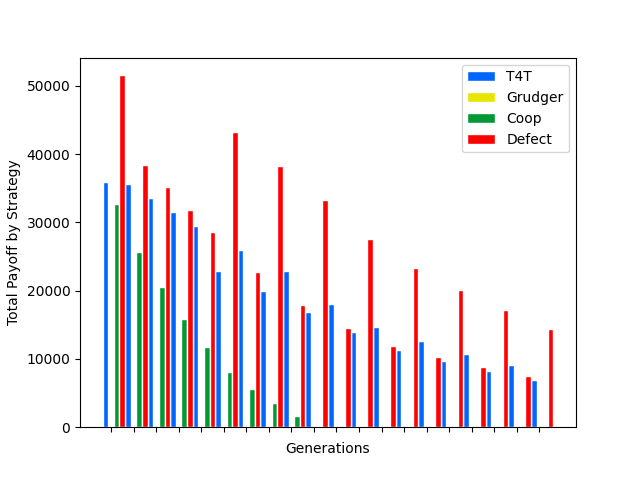 T4T
Grudger
Coop
Defect
50000
40000
30000
20000
10000
0
Total Payoff by Strategy
Generations